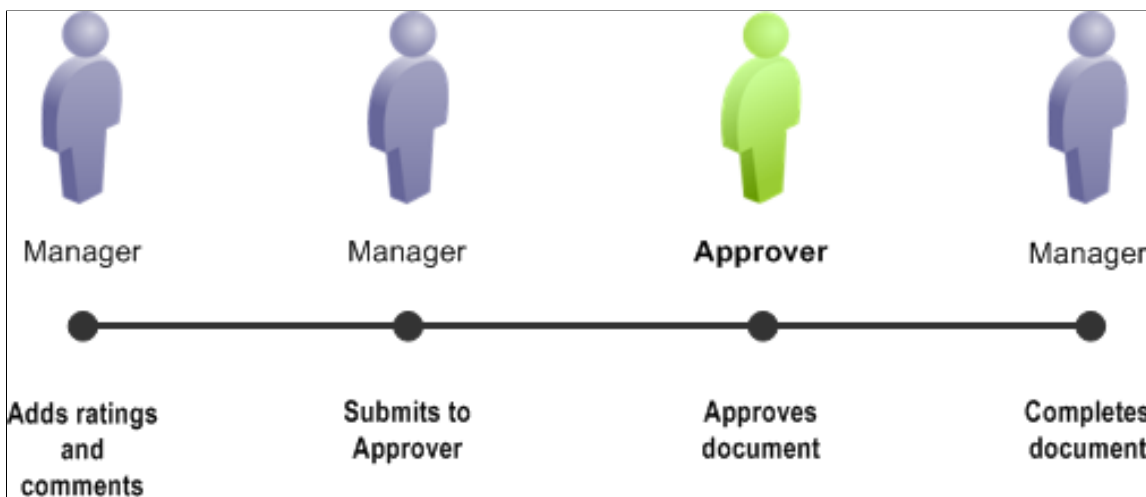 Manager
Manager
Approver
Manager
Adds ratings
and
comments
Submits to
Approver
Approves
document
Completes
document